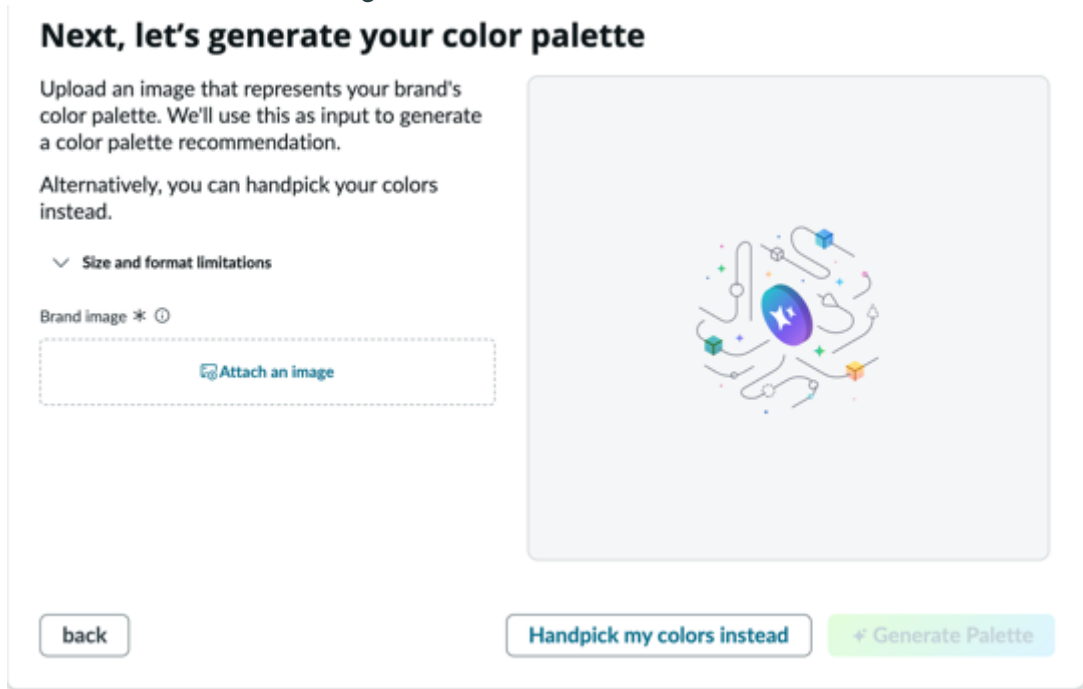 Next, let's generate your color palette
Upload an image that represents your brand's
color palette. We'll use this as input to generate
a color palette recommendation.
Alternatively, you can handpick your colors
instead.
Size and format limitations
Brand image *
Attach an image
back
Handpick my colors instead
Generate Palette